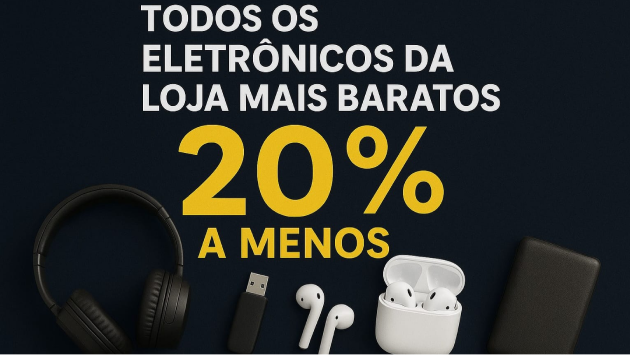 TODOS OS
ELETRÔNICOS DA
LOJA MAIS BARATOS
20%
A MENOS